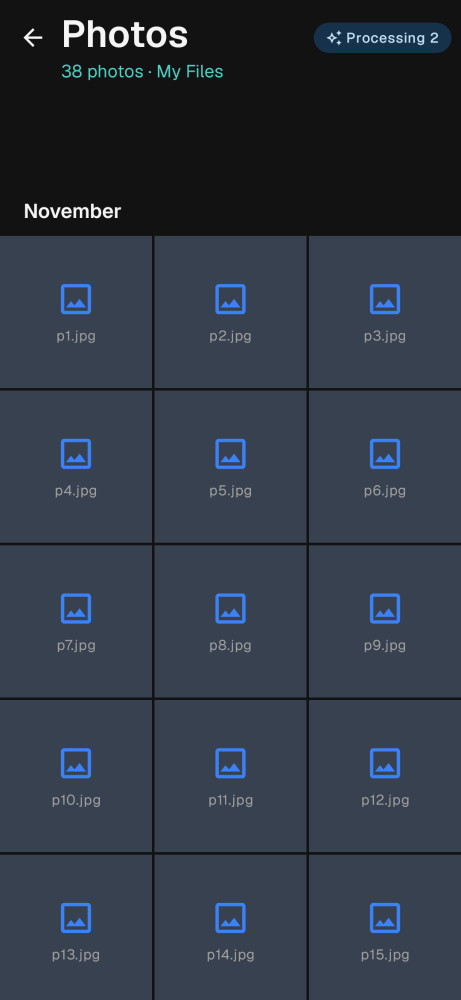 Photos
Processing 2
38 photos · My Files
November
p1.jpg
p2.jpg
p3.jpg
p4.jpg
p5.jpg
p6.jpg
p7.jpg
p8.jpg
p9.jpg
p10.jpg
p11.jpg
p12.jpg
p13.jpg
p14.jpg
p15.jpg